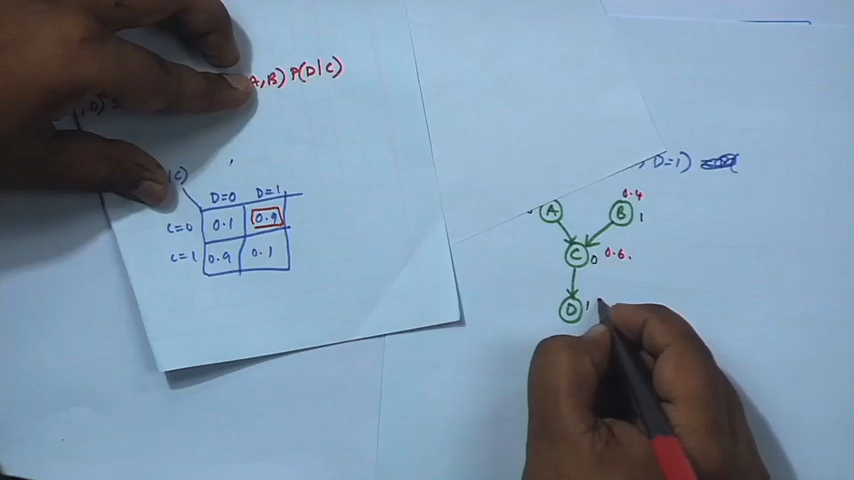 A,B) P(D|C)
, D) =
|C)
D=0 D=1
C=0 0.1 0.9
C=1 0.9 0.1
, D=1)
0.4
A B 1
C 0 0.6.
D 1